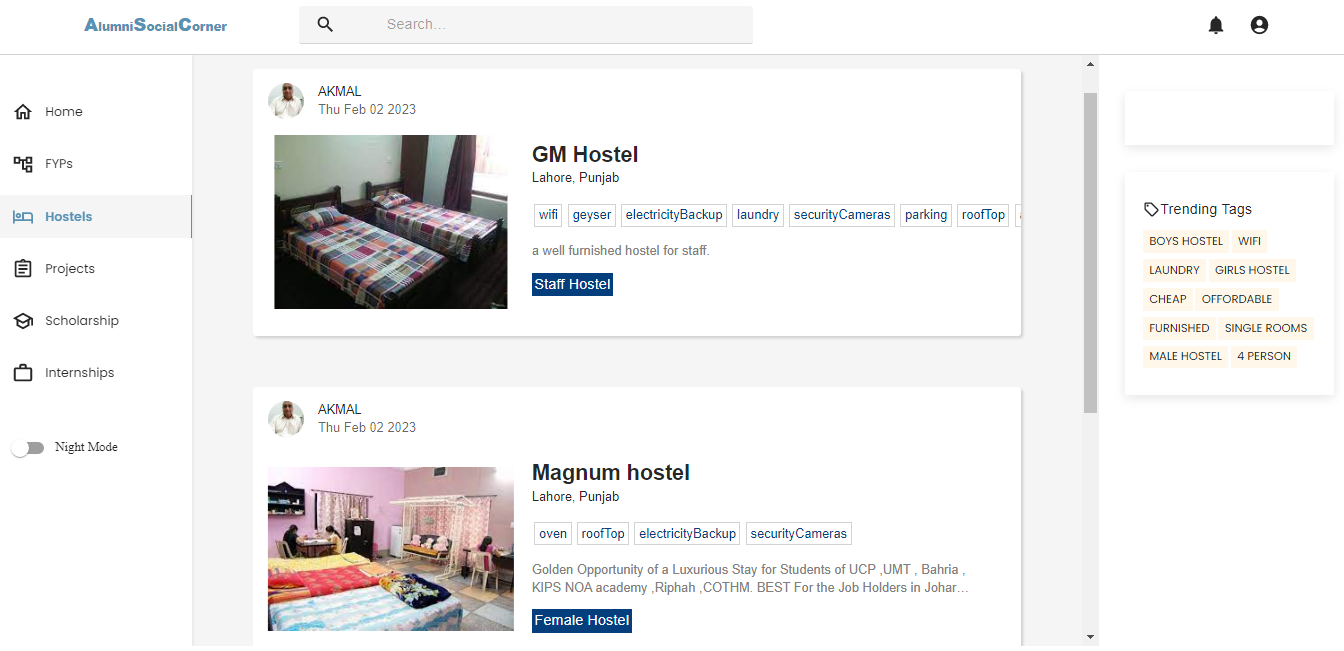 AlumniSocialCorner
Search...
Home
FYPs
Hostels
Projects
Scholarship
Internships
Night Mode
AKMAL
Thu Feb 02 2023
GM Hostel
Lahore, Punjab
wifi geyser electricityBackup laundry securityCameras parking roofTop
a well furnished hostel for staff.
Staff Hostel
AKMAL
Thu Feb 02 2023
Magnum hostel
Lahore, Punjab
oven roofTop electricityBackup securityCameras
Golden Opportunity of a Luxurious Stay for Students of UCP ,UMT , Bahria ,
KIPS NOA academy ,Riphah ,COTHM. BEST For the Job Holders in Johar...
Female Hostel
Trending Tags
BOYS HOSTEL WIFI
LAUNDRY GIRLS HOSTEL
CHEAP OFFORDABLE
FURNISHED SINGLE ROOMS
MALE HOSTEL 4 PERSON